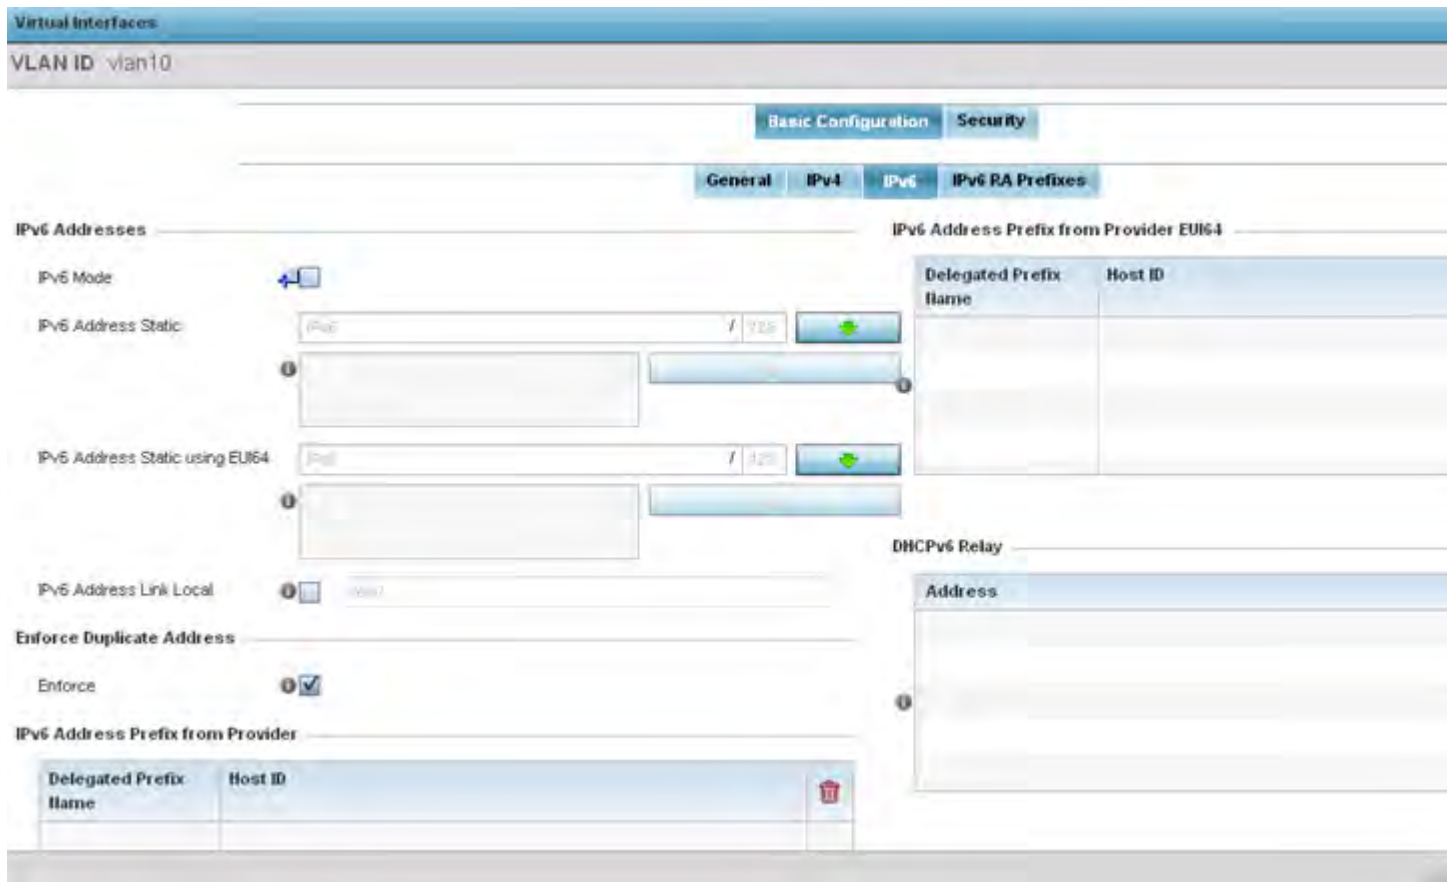 Virtual Interfaces
VLAN ID vlan10
Basic Configuration Security
General IPv4 IPv6 IPv6 RA Prefixes
IPv6 Addresses
IPv6 Mode
IPv6 Address Static
IPv6 /
IPv6 Address Static using EUI64
IPv6 /
IPv6 Address Link Local
Enforce Duplicate Address
Enforce
IPv6 Address Prefix from Provider
Delegated Prefix Name Host ID
IPv6 Address Prefix from Provider EUI64
Delegated Prefix Name Host ID
DHCPv6 Relay
Address